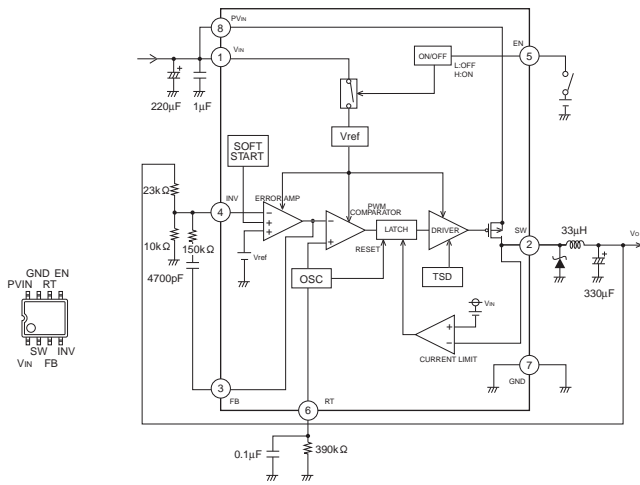 PVIN
8
VIN
1
220μF
1μF
ON/OFF
L:OFF
H:ON
EN
5
Vref
SOFT
START
23kΩ
INV
4
ERROR AMP
PWM
COMPARATOR
LATCH
DRIVER
RESET
10kΩ
150kΩ
4700pF
Vref
OSC
TSD
SW
2
33μH
VO
330μF
VIN
CURRENT LIMIT
GND EN
PVIN RT
SW INV
VIN FB
3
FB
6
RT
7
GND
0.1μF
390kΩ